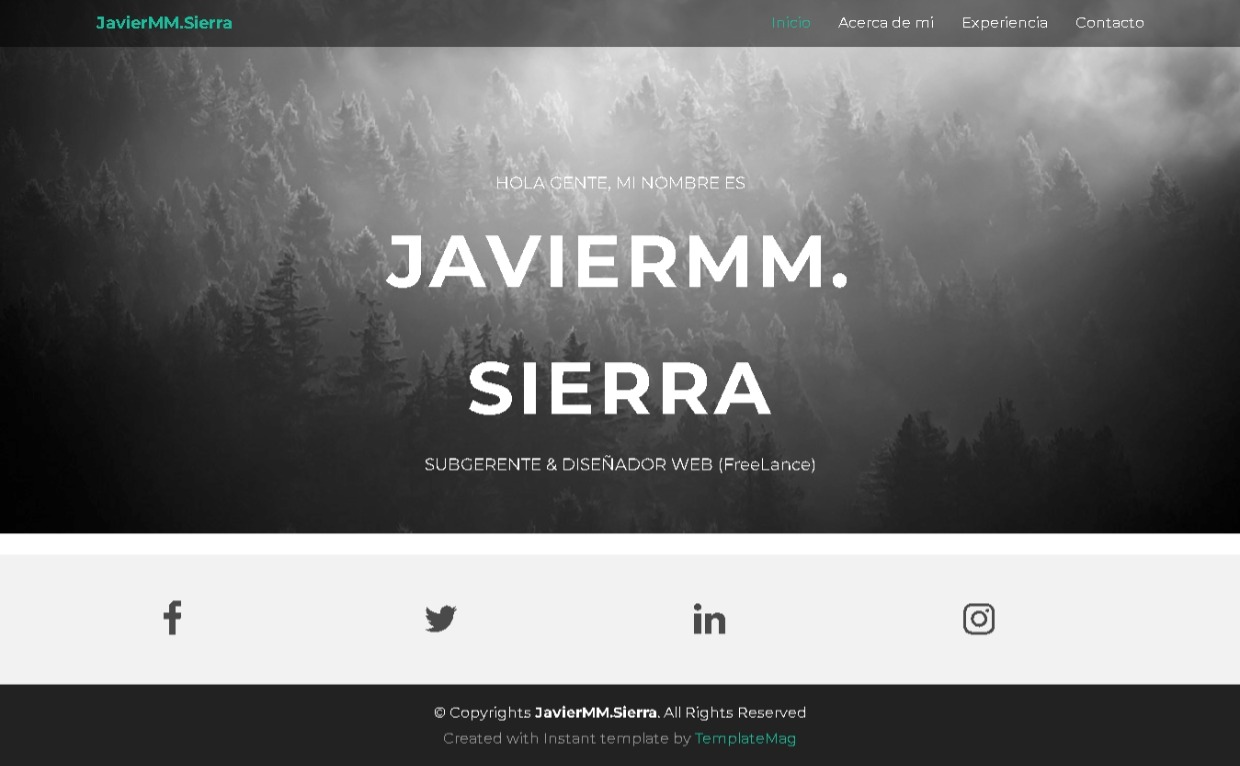 JavierMM.Sierra
Inicio Acerca de mi Experiencia Contacto
HOLA GENTE, MI NOMBRE ES
JAVIERMM.
SIERRA
SUBGERENTE & DISEÑADOR WEB (FreeLance)
© Copyrights JavierMM.Sierra. All Rights Reserved
Created with Instant template by TemplateMag